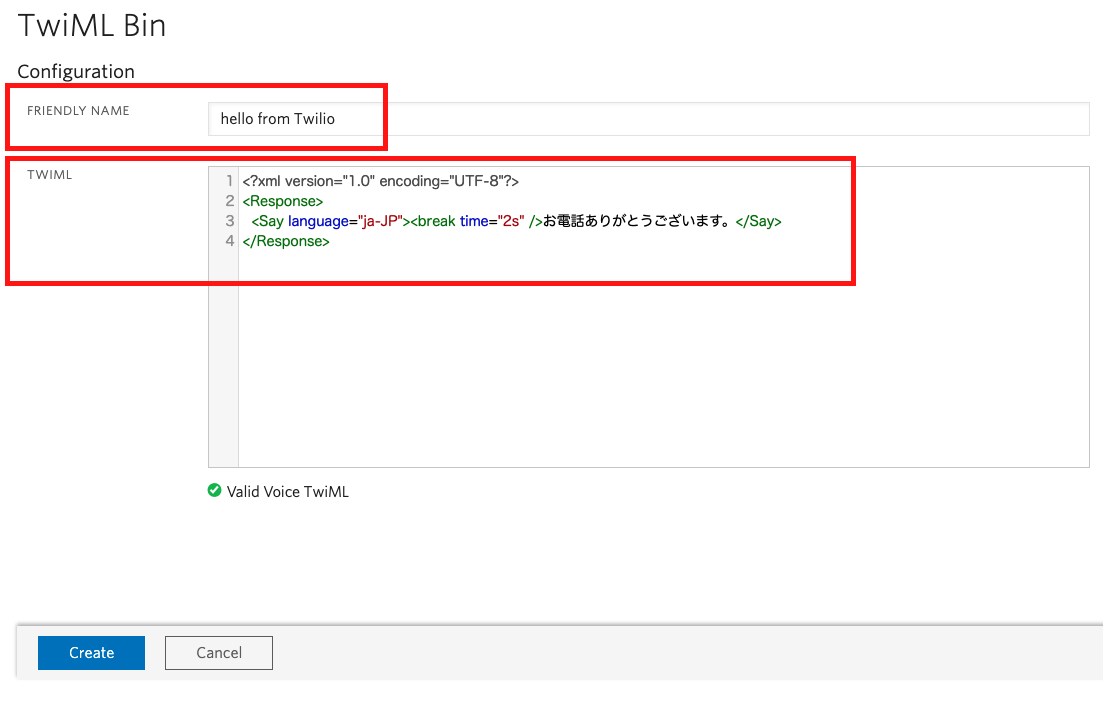 TwiML Bin
Configuration
FRIENDLY NAME
hello from Twilio
TWIML
1 <?xml version="1.0" encoding="UTF-8"?>
2 <Response>
3   <Say language="ja-JP"><break time="2s" />お電話ありがとうございます。</Say>
4 </Response>
Valid Voice TwiML
Create
Cancel